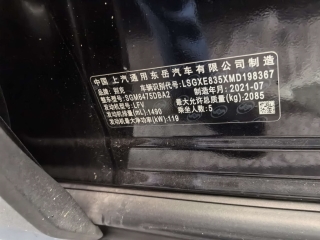 中国 上汽通用东岳汽车有限公司制造
品牌：别克 车辆识别代号：LSGXE835XMD198367
整车型号：SGM6475DBA2 制造年月：2021-07
发动机型号：LFV 最大允许总质量(kg)：2085
发动机排量(mL)：1490 乘坐人数：5
发动机最大净功率(kW)：119